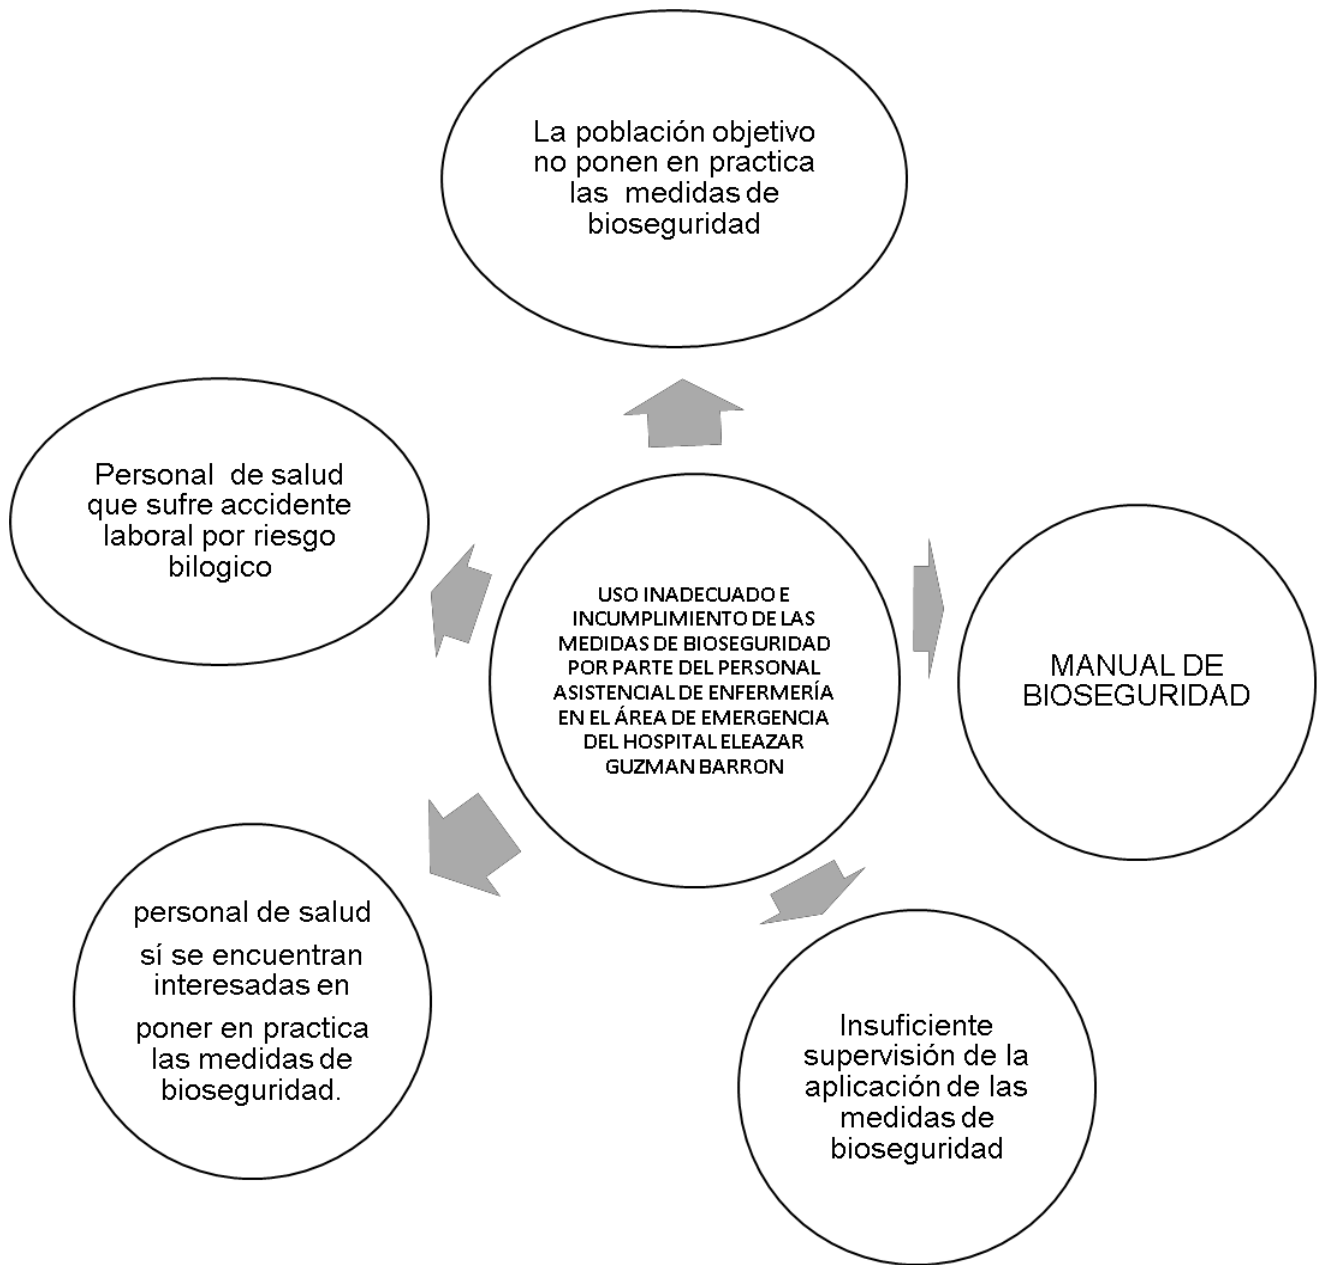 La población objetivo
no ponen en practica
las medidas de
bioseguridad
Personal de salud
que sufre accidente
laboral por riesgo
bilogico
USO INADECUADO E
INCUMPLIMIENTO DE LAS
MEDIDAS DE BIOSEGURIDAD
POR PARTE DEL PERSONAL
ASISTENCIAL DE ENFERMERÍA
EN EL ÁREA DE EMERGENCIA
DEL HOSPITAL ELEAZAR
GUZMAN BARRON
MANUAL DE
BIOSEGURIDAD
personal de salud
sí se encuentran
interesadas en
poner en practica
las medidas de
bioseguridad.
Insuficiente
supervisión de la
aplicación de las
medidas de
bioseguridad